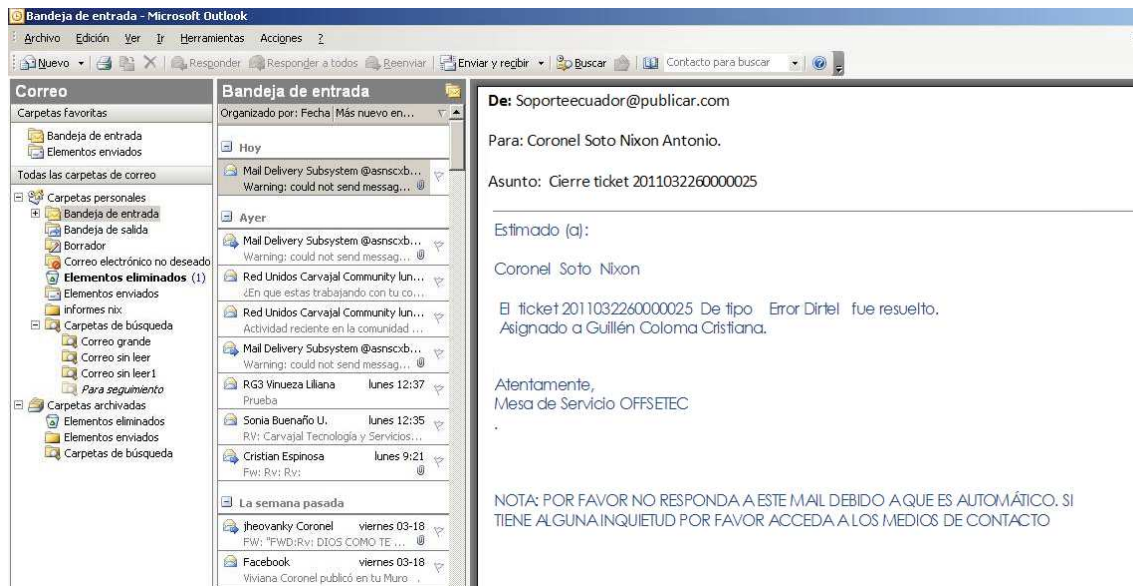 Bandeja de entrada - Microsoft Outlook
Archivo Edición Ver Ir Herramientas Acciones ?
Nuevo Responder Responder a todos Reenviar Enviar y recibir Buscar Contacto para buscar
Correo
Carpetas favoritas
Bandeja de entrada
Elementos enviados
Todas las carpetas de correo
Carpetas personales
Bandeja de entrada
Bandeja de salida
Borrador
Correo electrónico no deseado
Elementos eliminados (1)
Elementos enviados
informes nix
Carpetas de búsqueda
Correo grande
Correo sin leer
Correo sin leer1
Para seguimiento
Carpetas archivadas
Elementos eliminados
Elementos enviados
Carpetas de búsqueda
Bandeja de entrada
Organizado por: Fecha Más nuevo en...
Hoy
Mail Delivery Subsystem @asnscxb...
Warning: could not send messag...
Ayer
Mail Delivery Subsystem @asnscxb...
Warning: could not send messag...
Red Unidos Carvajal Community lun...
¿En que estas trabajando con tu co...
Red Unidos Carvajal Community lun...
Actividad reciente en la comunidad ...
Mail Delivery Subsystem @asnscxb...
Warning: could not send messag...
RG3 Vinueza Liliana lunes 12:37
Prueba
Sonia Buenaño U. lunes 12:35
RV: Carvajal Tecnología y Servicios...
Cristian Espinosa lunes 9:21
Fw: Rv: Rv:
La semana pasada
jheovanky Coronel viernes 03-18
FW: "FWD:Rv: DIOS COMO TE ...
Facebook viernes 03-18
Viviana Coronel publicó en tu Muro .
De: Soporteecuador@publicar.com
Para: Coronel Soto Nixon Antonio.
Asunto: Cierre ticket 2011032260000025
Estimado (a):
Coronel Soto Nixon
El ticket 2011032260000025 De tipo Error Dirtel fue resuelto.
Asignado a Guillén Coloma Cristiana.
Atentamente,
Mesa de Servicio OFFSETEC
.
NOTA: POR FAVOR NO RESPONDA A ESTE MAIL DEBIDO A QUE ES AUTOMÁTICO. SI
TIENE ALGUNA INQUIETUD POR FAVOR ACCEDA A LOS MEDIOS DE CONTACTO